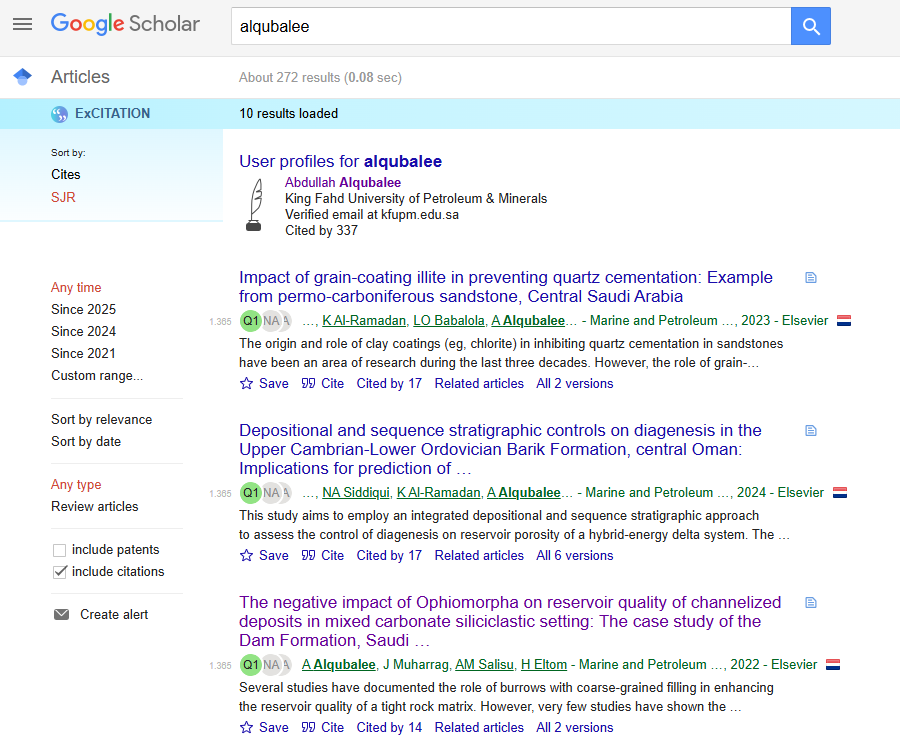 Google Scholar
alqubalee
Articles
About 272 results (0.08 sec)
ExCITATION
10 results loaded
Sort by:
Cites
SJR
Any time
Since 2025
Since 2024
Since 2021
Custom range...
Sort by relevance
Sort by date
Any type
Review articles
include patents
include citations
Create alert
User profiles for alqubalee
Abdullah Alqubalee
King Fahd University of Petroleum & Minerals
Verified email at kfupm.edu.sa
Cited by 337
Impact of grain-coating illite in preventing quartz cementation: Example
from permo-carboniferous sandstone, Central Saudi Arabia
1.365 Q1 NA A …, K Al-Ramadan, LO Babalola, A Alqubalee… - Marine and Petroleum …, 2023 - Elsevier
The origin and role of clay coatings (eg, chlorite) in inhibiting quartz cementation in sandstones
have been an area of research during the last three decades. However, the role of grain-…
Save Cite Cited by 17 Related articles All 2 versions
Depositional and sequence stratigraphic controls on diagenesis in the
Upper Cambrian-Lower Ordovician Barik Formation, central Oman:
Implications for prediction of …
1.365 Q1 NA A …, NA Siddiqui, K Al-Ramadan, A Alqubalee… - Marine and Petroleum …, 2024 - Elsevier
This study aims to employ an integrated depositional and sequence stratigraphic approach
to assess the control of diagenesis on reservoir porosity of a hybrid-energy delta system. The …
Save Cite Cited by 17 Related articles All 6 versions
The negative impact of Ophiomorpha on reservoir quality of channelized
deposits in mixed carbonate siliciclastic setting: The case study of the
Dam Formation, Saudi …
1.365 Q1 NA A A Alqubalee, J Muharrag, AM Salisu, H Eltom - Marine and Petroleum …, 2022 - Elsevier
Several studies have documented the role of burrows with coarse-grained filling in enhancing
the reservoir quality of a tight rock matrix. However, very few studies have shown the …
Save Cite Cited by 14 Related articles All 2 versions